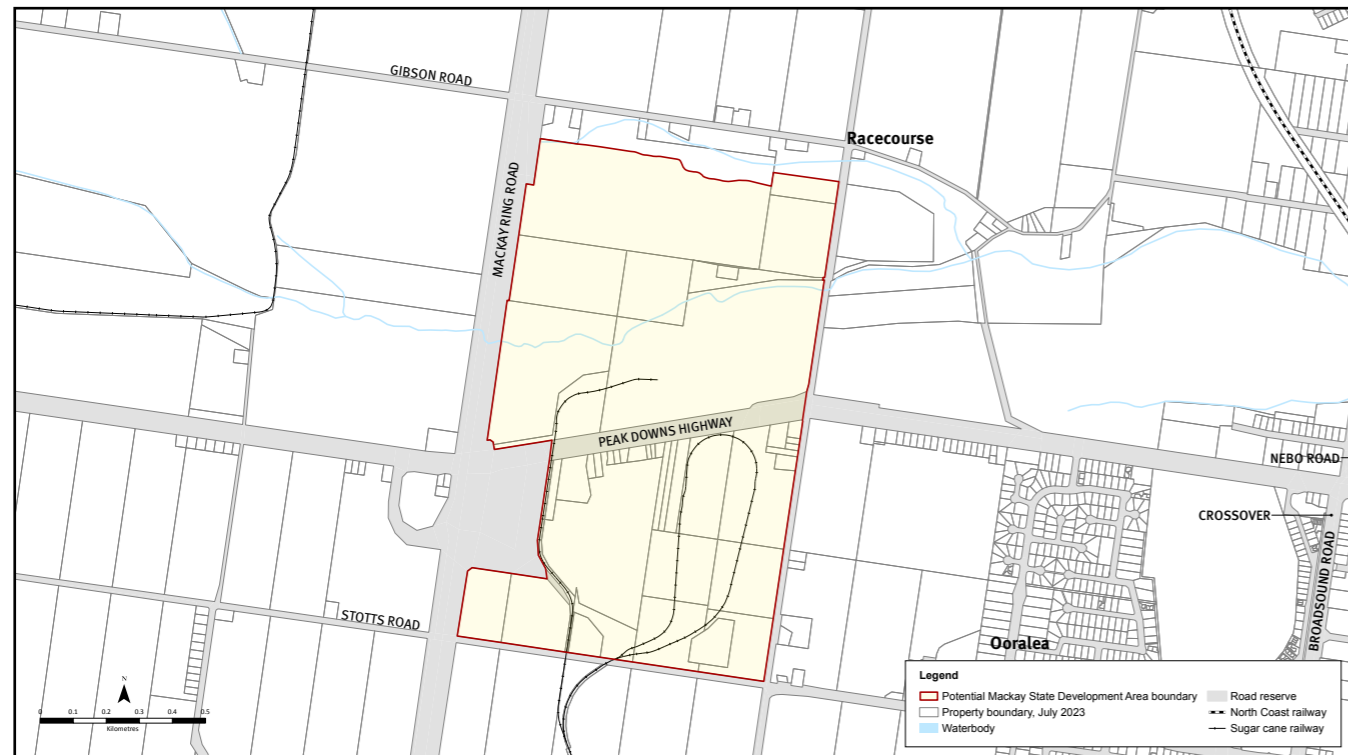 GIBSON ROAD
Racecourse
MACKAY RING ROAD
PEAK DOWNS HIGHWAY
NEBO ROAD
CROSSOVER
BROADSOUND ROAD
STOTTS ROAD
Ooralea
N
0 0.1 0.2 0.3 0.4 0.5
Kilometres
Legend
Potential Mackay State Development Area boundary
Property boundary, July 2023
Waterbody
Road reserve
North Coast railway
Sugar cane railway